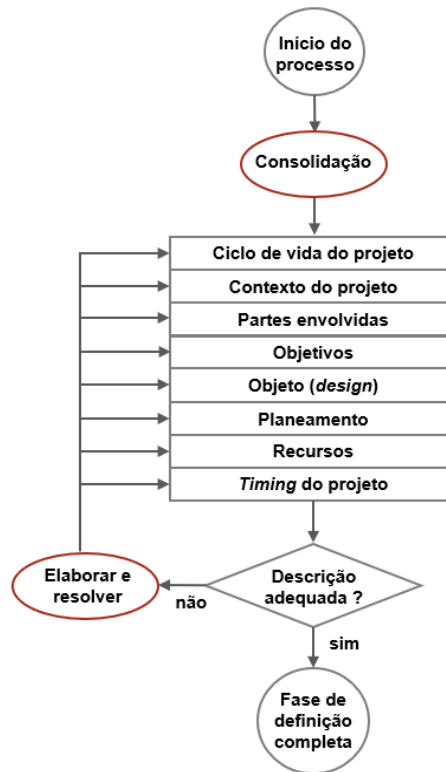 Início do
processo
Consolidação
Ciclo de vida do projeto
Contexto do projeto
Partes envolvidas
Objetivos
Objeto (design)
Planeamento
Recursos
Timing do projeto
Elaborar e
resolver
não
Descrição
adequada ?
sim
Fase de
definição
completa